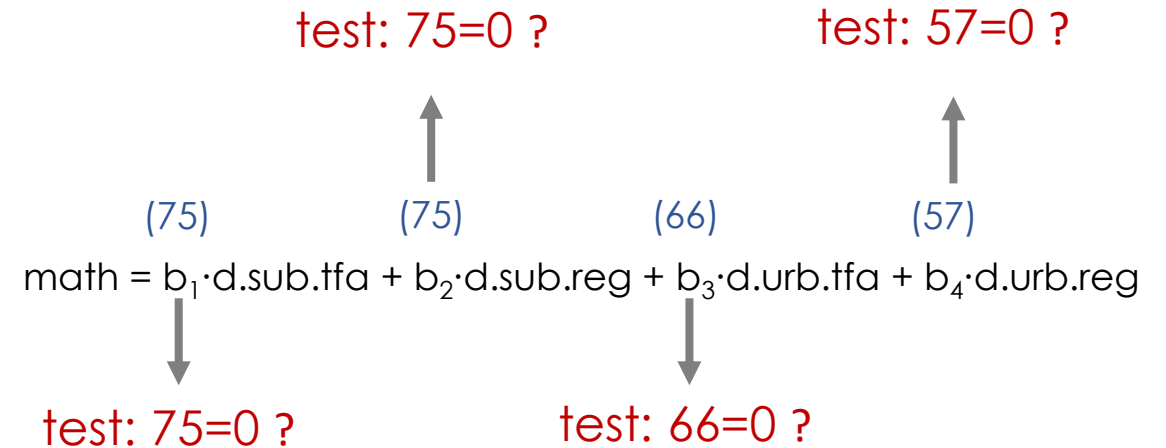 test: 75=0 ?
test: 57=0 ?
(75)
(75)
(66)
(57)
math = b₁·d.sub.tfa + b₂·d.sub.reg + b₃·d.urb.tfa + b₄·d.urb.reg
test: 75=0 ?
test: 66=0 ?